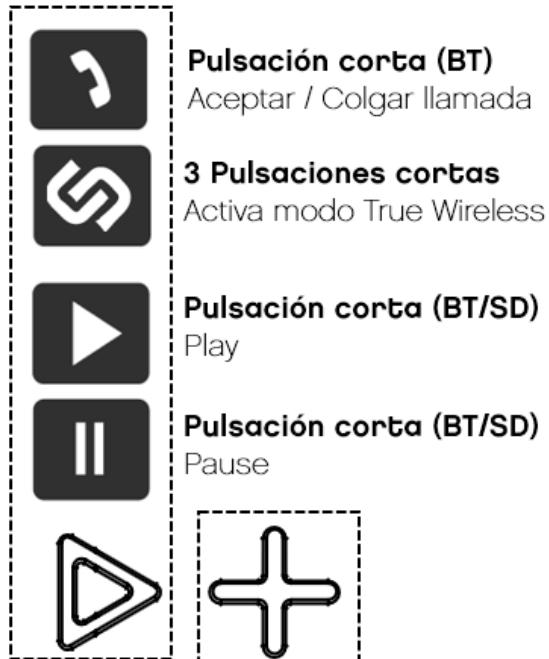 Pulsación corta (BT)
Aceptar / Colgar llamada
3 Pulsaciones cortas
Activa modo True Wireless
Pulsación corta (BT/SD)
Play
Pulsación corta (BT/SD)
Pause